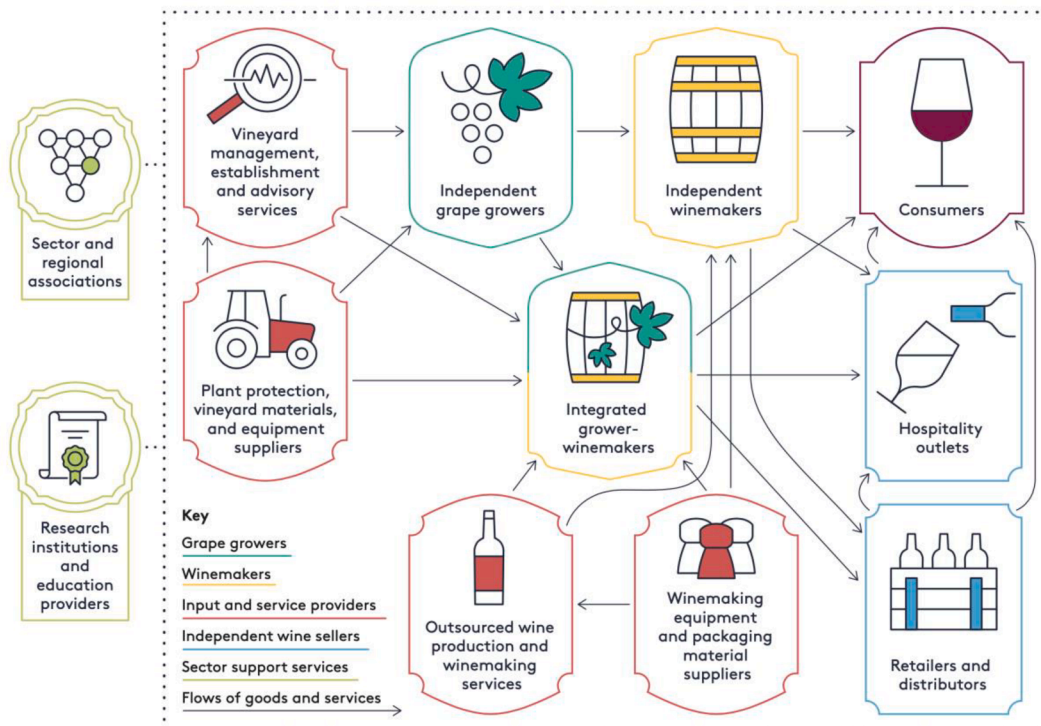 Vineyard
management,
establishment
and advisory
services
Independent
grape growers
Independent
winemakers
Consumers
Sector and
regional
associations
Plant protection,
vineyard materials,
and equipment
suppliers
Integrated
grower-
winemakers
Hospitality
outlets
Research
institutions
and
education
providers
Key
Grape growers
Winemakers
Input and service providers
Independent wine sellers
Sector support services
Flows of goods and services
Outsourced wine
production and
winemaking
services
Winemaking
equipment
and packaging
material
suppliers
Retailers and
distributors